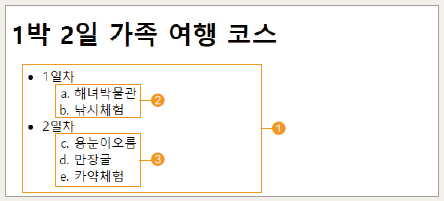 1박 2일 가족 여행 코스
• 1일차
a. 해녀박물관
b. 낚시체험
2
• 2일차
1
c. 용눈이오름
d. 만장굴
3
e. 카약체험